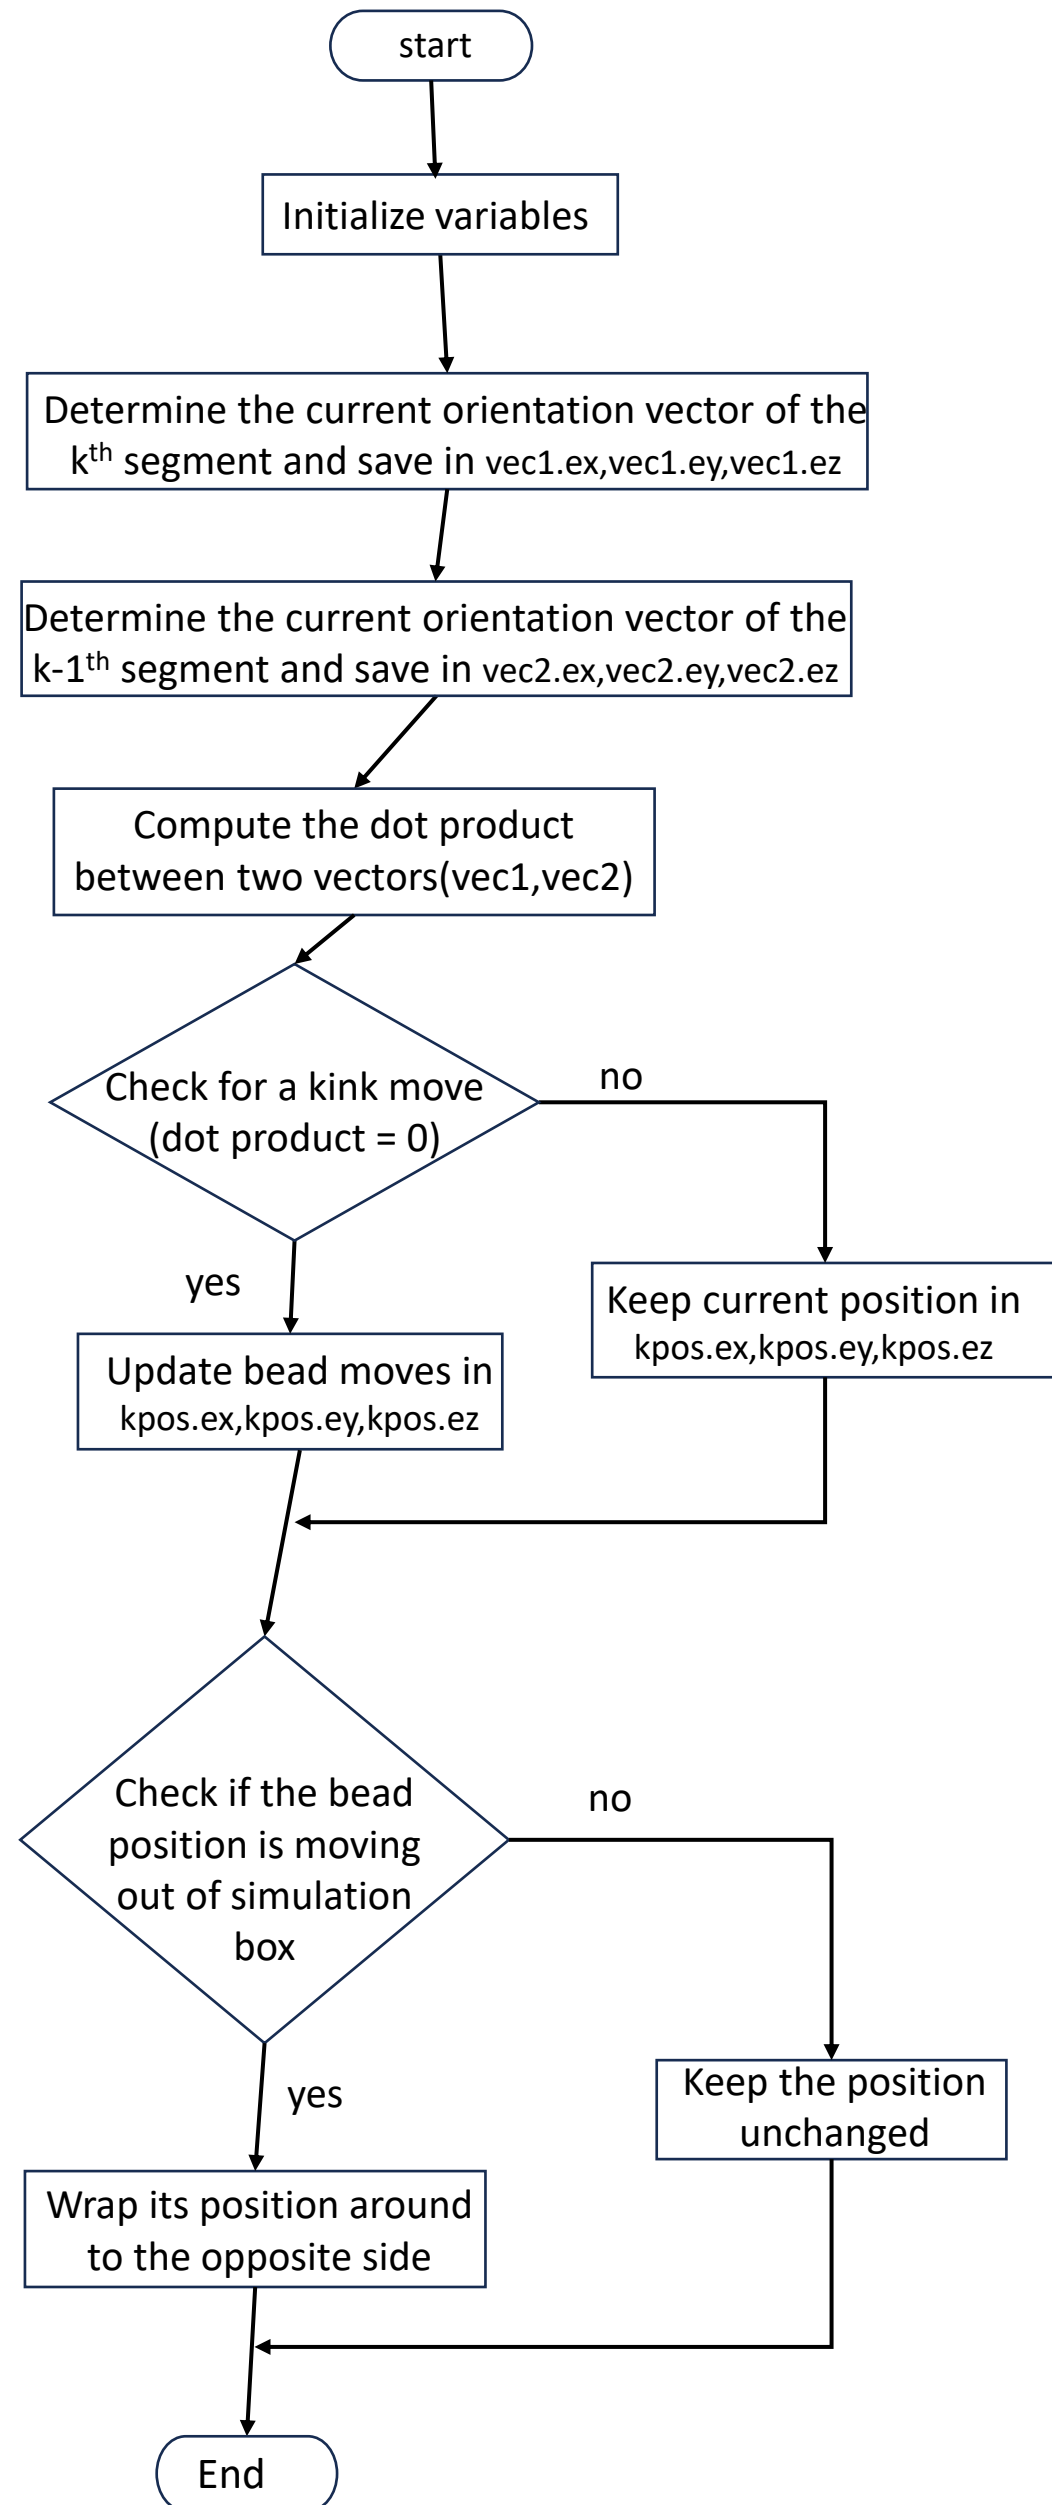 start
Initialize variables
Determine the current orientation vector of the
kth segment and save in vec1.ex,vec1.ey,vec1.ez
Determine the current orientation vector of the
k-1th segment and save in vec2.ex,vec2.ey,vec2.ez
Compute the dot product
between two vectors(vec1,vec2)
Check for a kink move
(dot product = 0)
no
yes
Keep current position in
kpos.ex,kpos.ey,kpos.ez
Update bead moves in
kpos.ex,kpos.ey,kpos.ez
Check if the bead
position is moving
out of simulation
box
no
yes
Keep the position
unchanged
Wrap its position around
to the opposite side
End